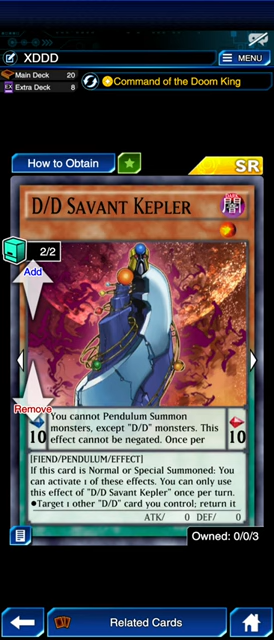 XDDD
MENU
Main Deck 20
EX Extra Deck 8
Command of the Doom King
How to Obtain
SR
D/D SAVANT KEPLER
闇
2/2
Add
Remove
You cannot Pendulum Summon
monsters, except "D/D" monsters. This
effect cannot be negated. Once per
10
10
[FIEND/PENDULUM/EFFECT]
If this card is Normal or Special Summoned: You
can activate 1 of these effects. You can only use
this effect of "D/D Savant Kepler" once per turn.
●Target 1 other "D/D" card you control; return it
ATK/ 0 DEF/ 0
Owned: 0/0/3
Related Cards